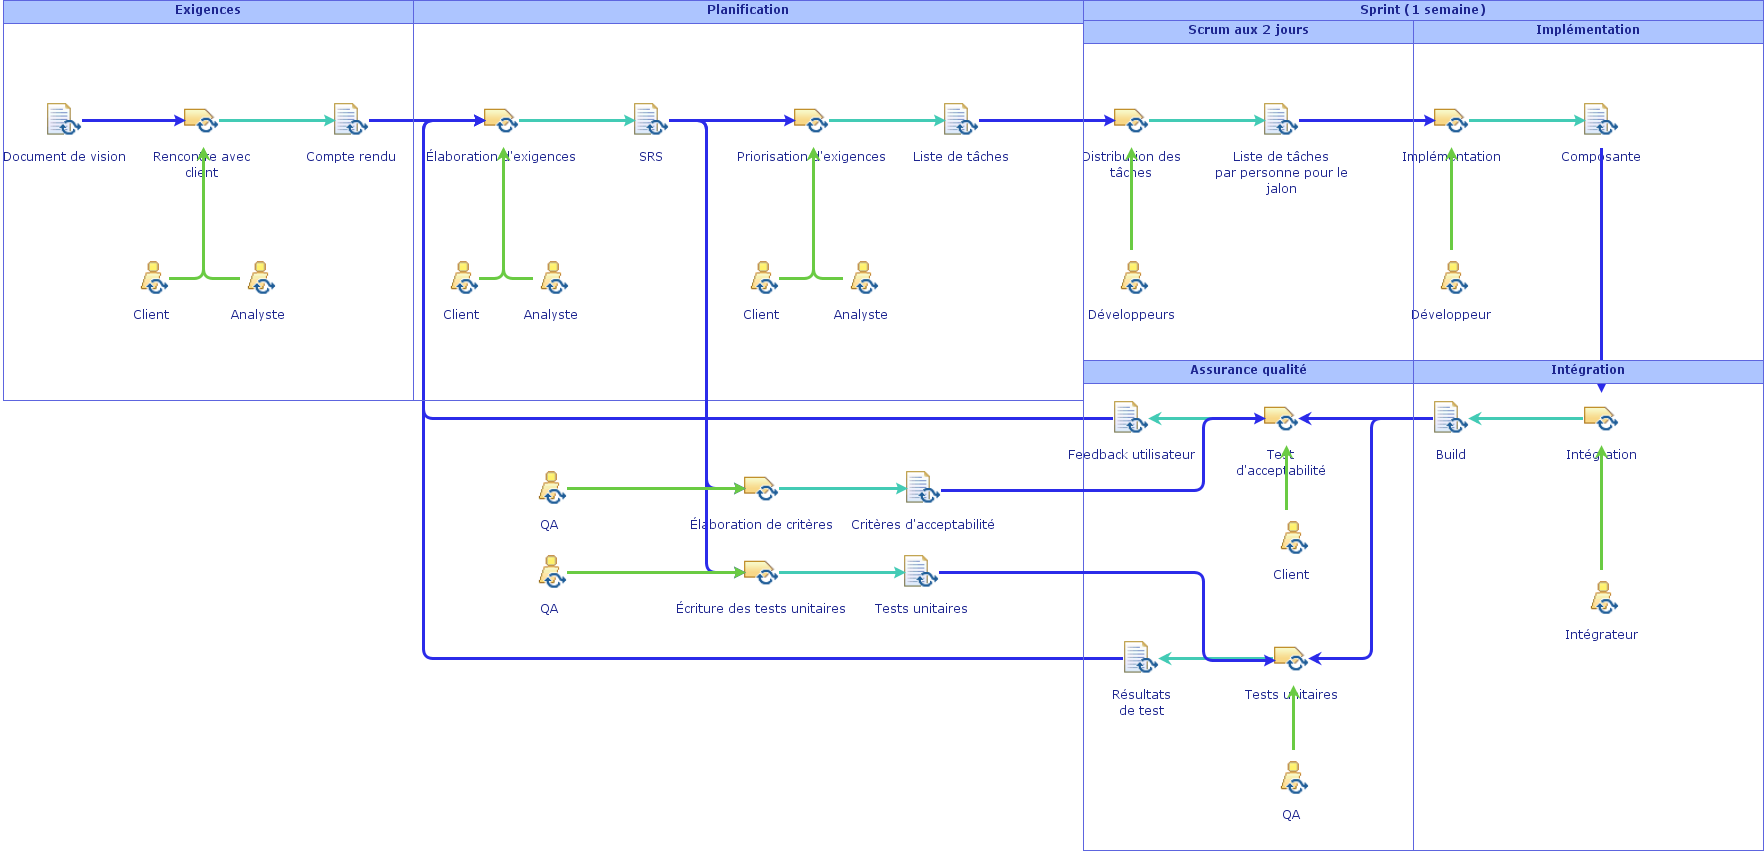 Exigences
Planification
Sprint (1 semaine)
Scrum aux 2 jours
Implémentation
Document de vision
Rencontre avec
client
Compte rendu
Élaboration d'exigences
SRS
Priorisation d'exigences
Liste de tâches
Distribution des
tâches
Liste de tâches
par personne pour le
jalon
Implémentation
Composante
Client
Analyste
Client
Analyste
Client
Analyste
Développeurs
Développeur
Assurance qualité
Intégration
Feedback utilisateur
Test
d'acceptabilité
Build
Intégration
QA
Élaboration de critères
Critères d'acceptabilité
Client
QA
Écriture des tests unitaires
Tests unitaires
Intégrateur
Résultats
de test
Tests unitaires
QA